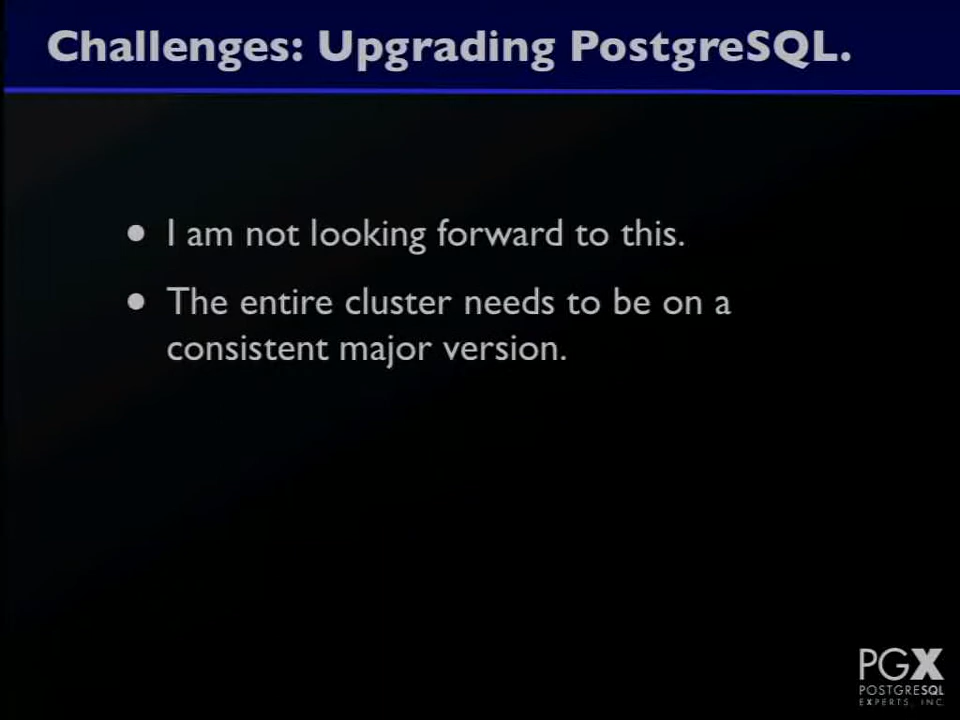 Challenges: Upgrading PostgreSQL.
• I am not looking forward to this.
• The entire cluster needs to be on a
consistent major version.
PGX
POSTGRESQL
EXPERTS, INC.